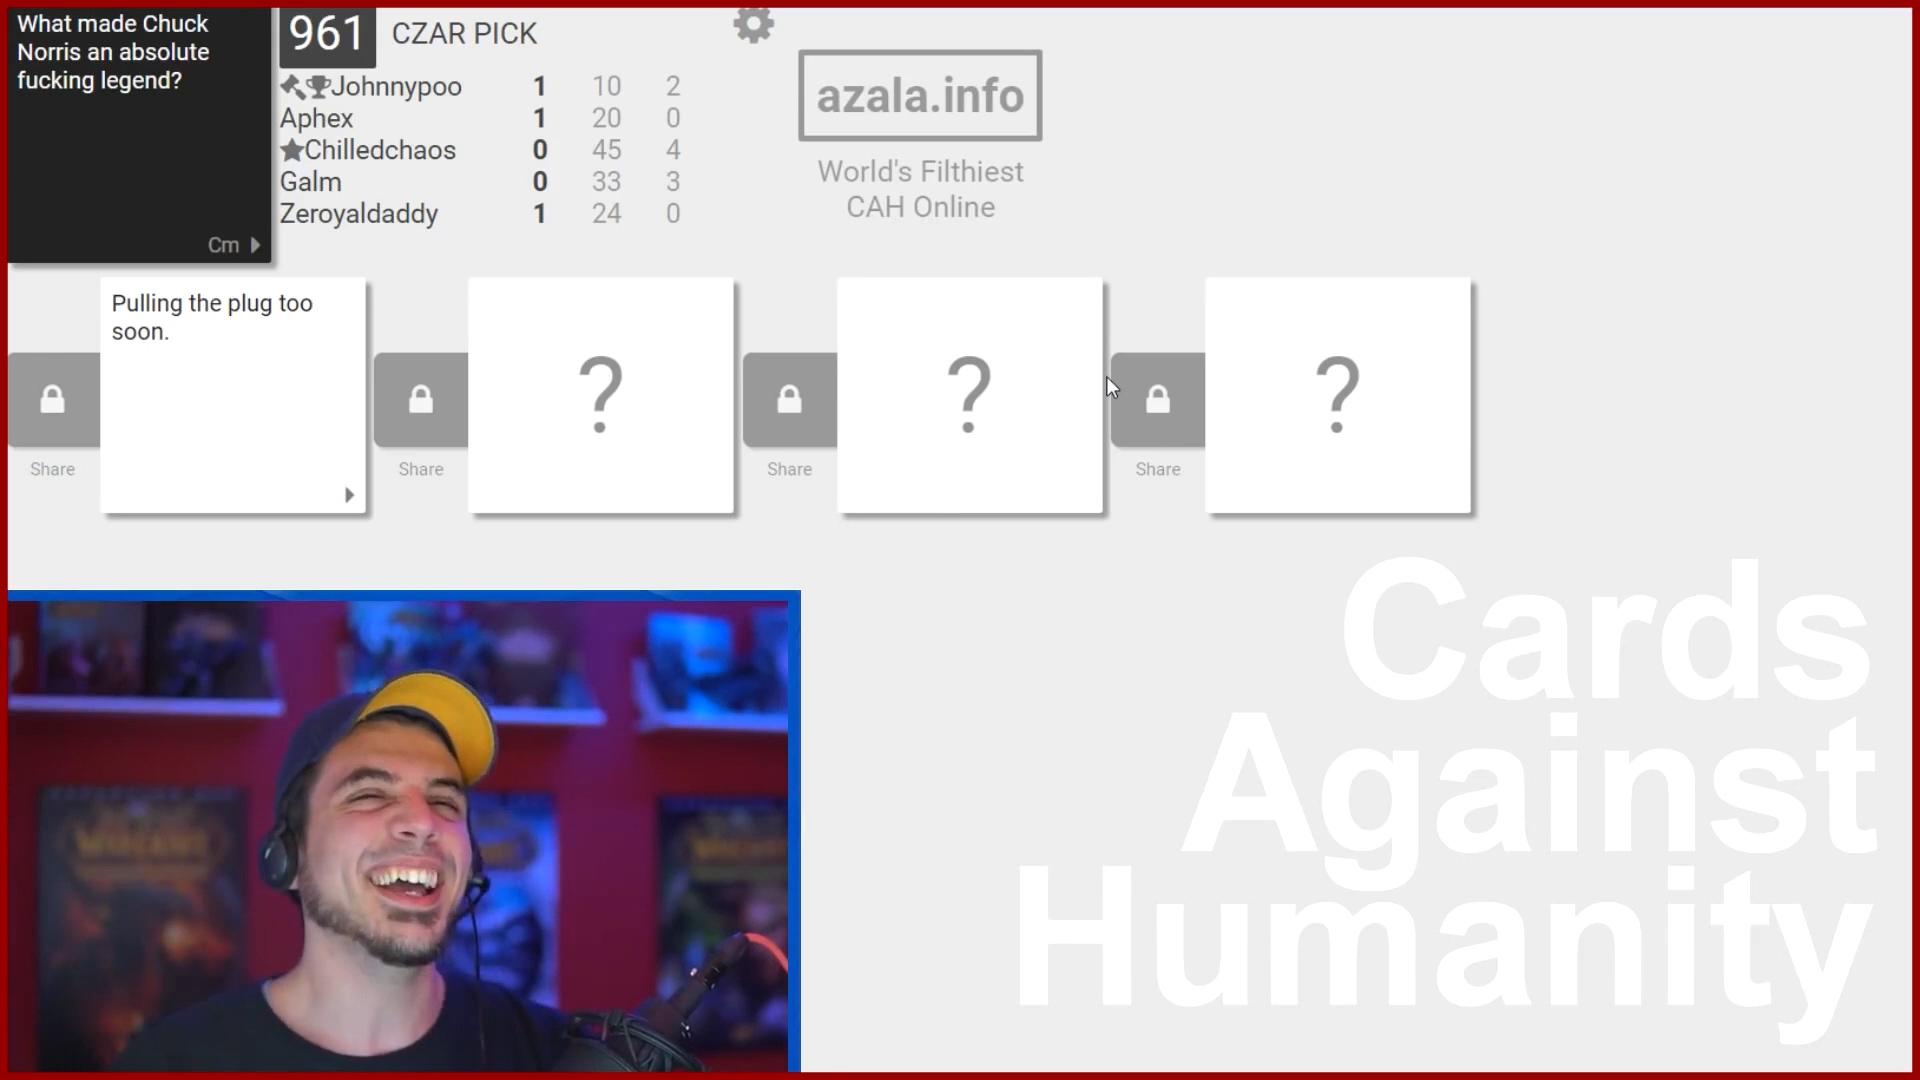 What made Chuck
Norris an absolute
fucking legend?
Cm
961 CZAR PICK
Johnnypoo 1 10 2
Aphex 1 20 0
Chilledchaos 0 45 4
Galm 0 33 3
Zeroyaldaddy 1 24 0
azala.info
World's Filthiest
CAH Online
Pulling the plug too
soon.
?
?
?
Share
Share
Share
Share
Cards
Against
Humanity